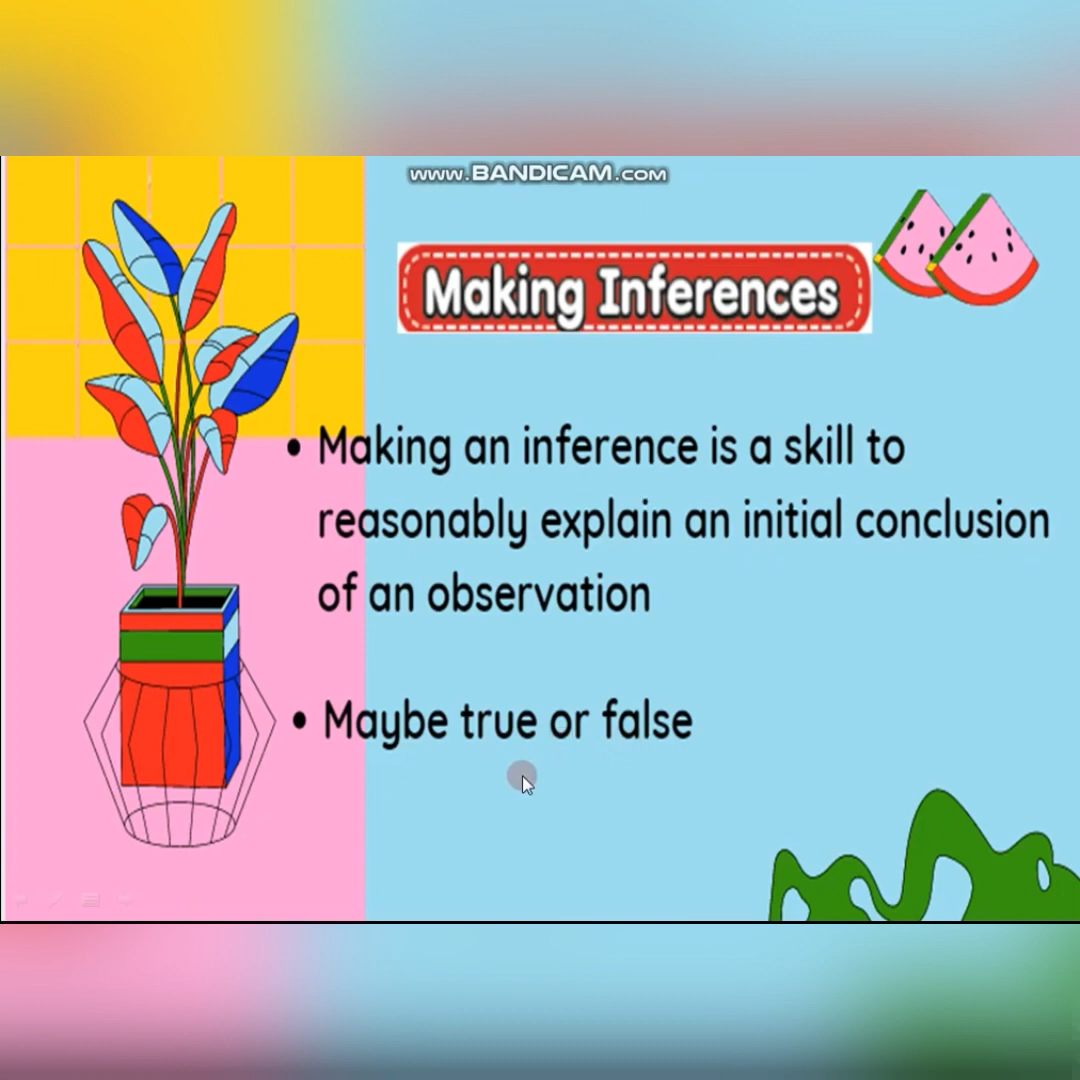 www.BANDICAM.com
Making Inferences
• Making an inference is a skill to
reasonably explain an initial conclusion
of an observation
• Maybe true or false